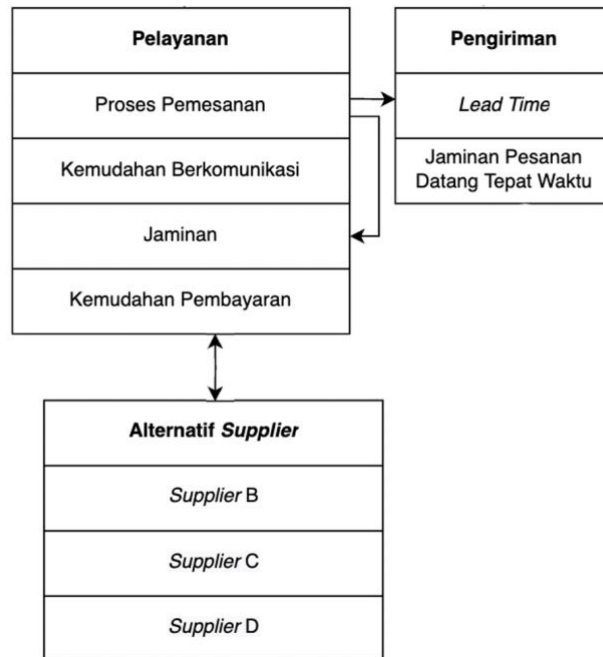 Pelayanan
Proses Pemesanan
Kemudahan Berkomunikasi
Jaminan
Kemudahan Pembayaran
Pengiriman
Lead Time
Jaminan Pesanan
Datang Tepat Waktu
Alternatif Supplier
Supplier B
Supplier C
Supplier D